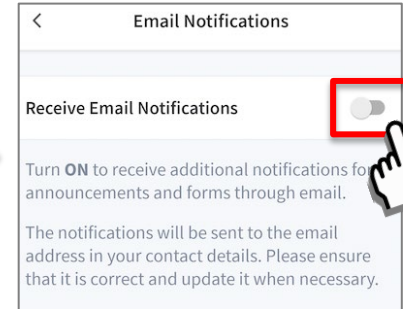 Email Notifications
Receive Email Notifications
Turn ON to receive additional notifications for
announcements and forms through email.
The notifications will be sent to the email
address in your contact details. Please ensure
that it is correct and update it when necessary.